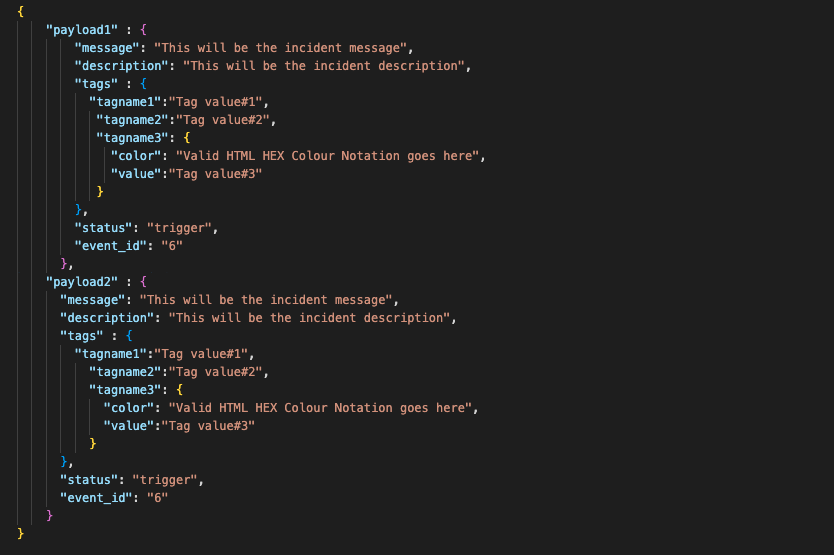 {
"payload1" : {
"message": "This will be the incident message",
"description": "This will be the incident description",
"tags" : {
"tagname1":"Tag value#1",
"tagname2":"Tag value#2",
"tagname3": {
"color": "Valid HTML HEX Colour Notation goes here",
"value":"Tag value#3"
}
},
"status": "trigger",
"event_id": "6"
},
"payload2" : {
"message": "This will be the incident message",
"description": "This will be the incident description",
"tags" : {
"tagname1":"Tag value#1",
"tagname2":"Tag value#2",
"tagname3": {
"color": "Valid HTML HEX Colour Notation goes here",
"value":"Tag value#3"
}
},
"status": "trigger",
"event_id": "6"
}
}